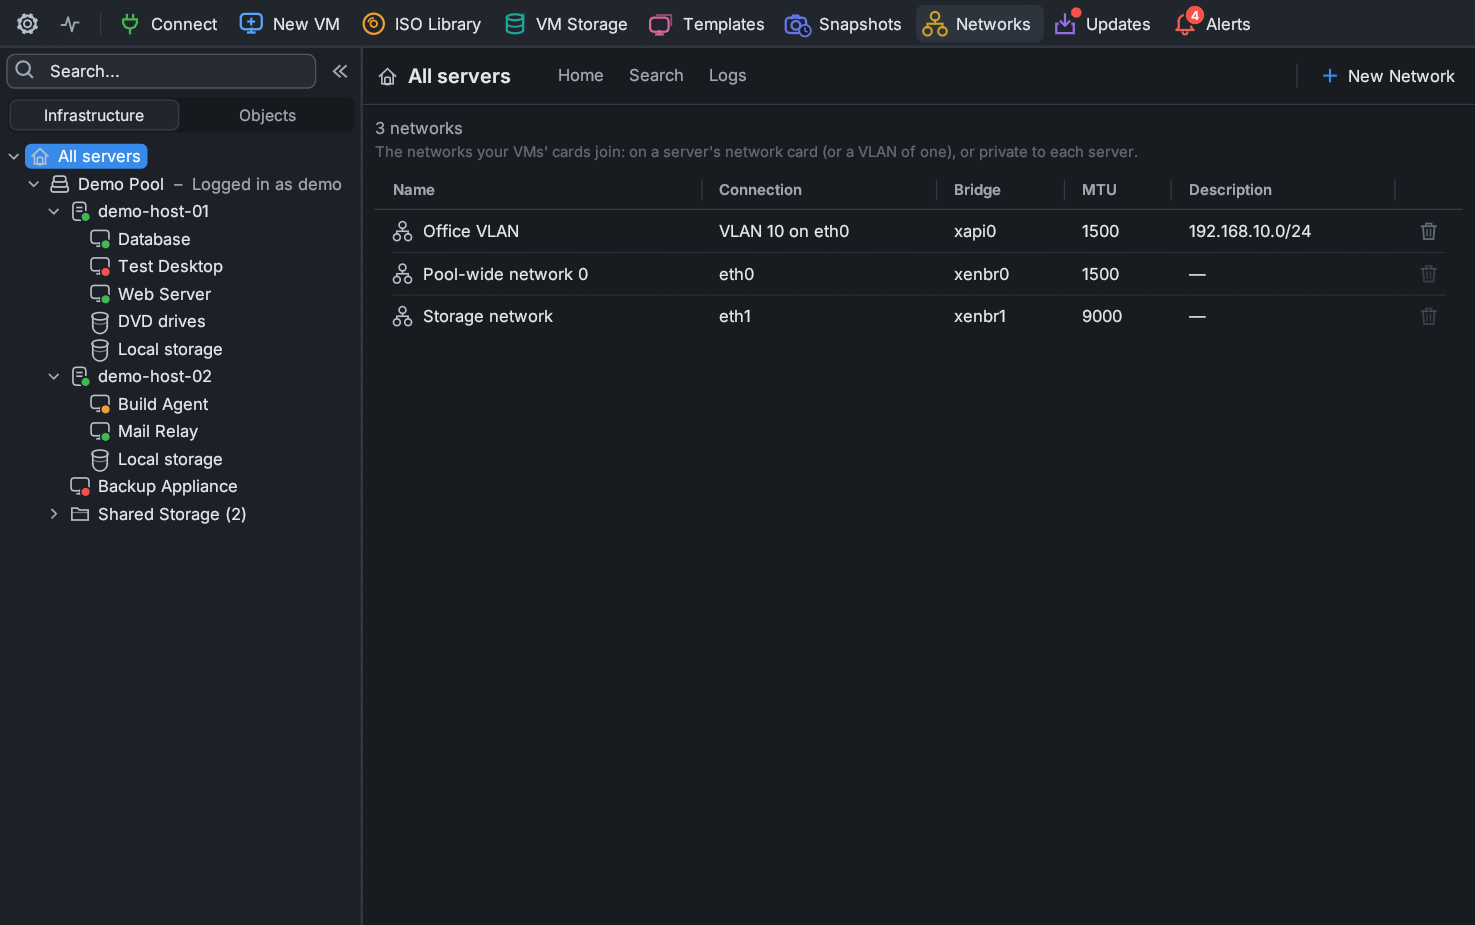 Connect New VM ISO Library VM Storage Templates Snapshots Networks Updates 4 Alerts
Search...
All servers Home Search Logs New Network
Infrastructure Objects
3 networks
The networks your VMs' cards join: on a server's network card (or a VLAN of one), or private to each server.
All servers
Demo Pool – Logged in as demo
demo-host-01
Database
Test Desktop
Web Server
DVD drives
Local storage
demo-host-02
Build Agent
Mail Relay
Local storage
Backup Appliance
Shared Storage (2)
Name Connection Bridge MTU Description
Office VLAN VLAN 10 on eth0 xapi0 1500 192.168.10.0/24
Pool-wide network 0 eth0 xenbr0 1500 —
Storage network eth1 xenbr1 9000 —